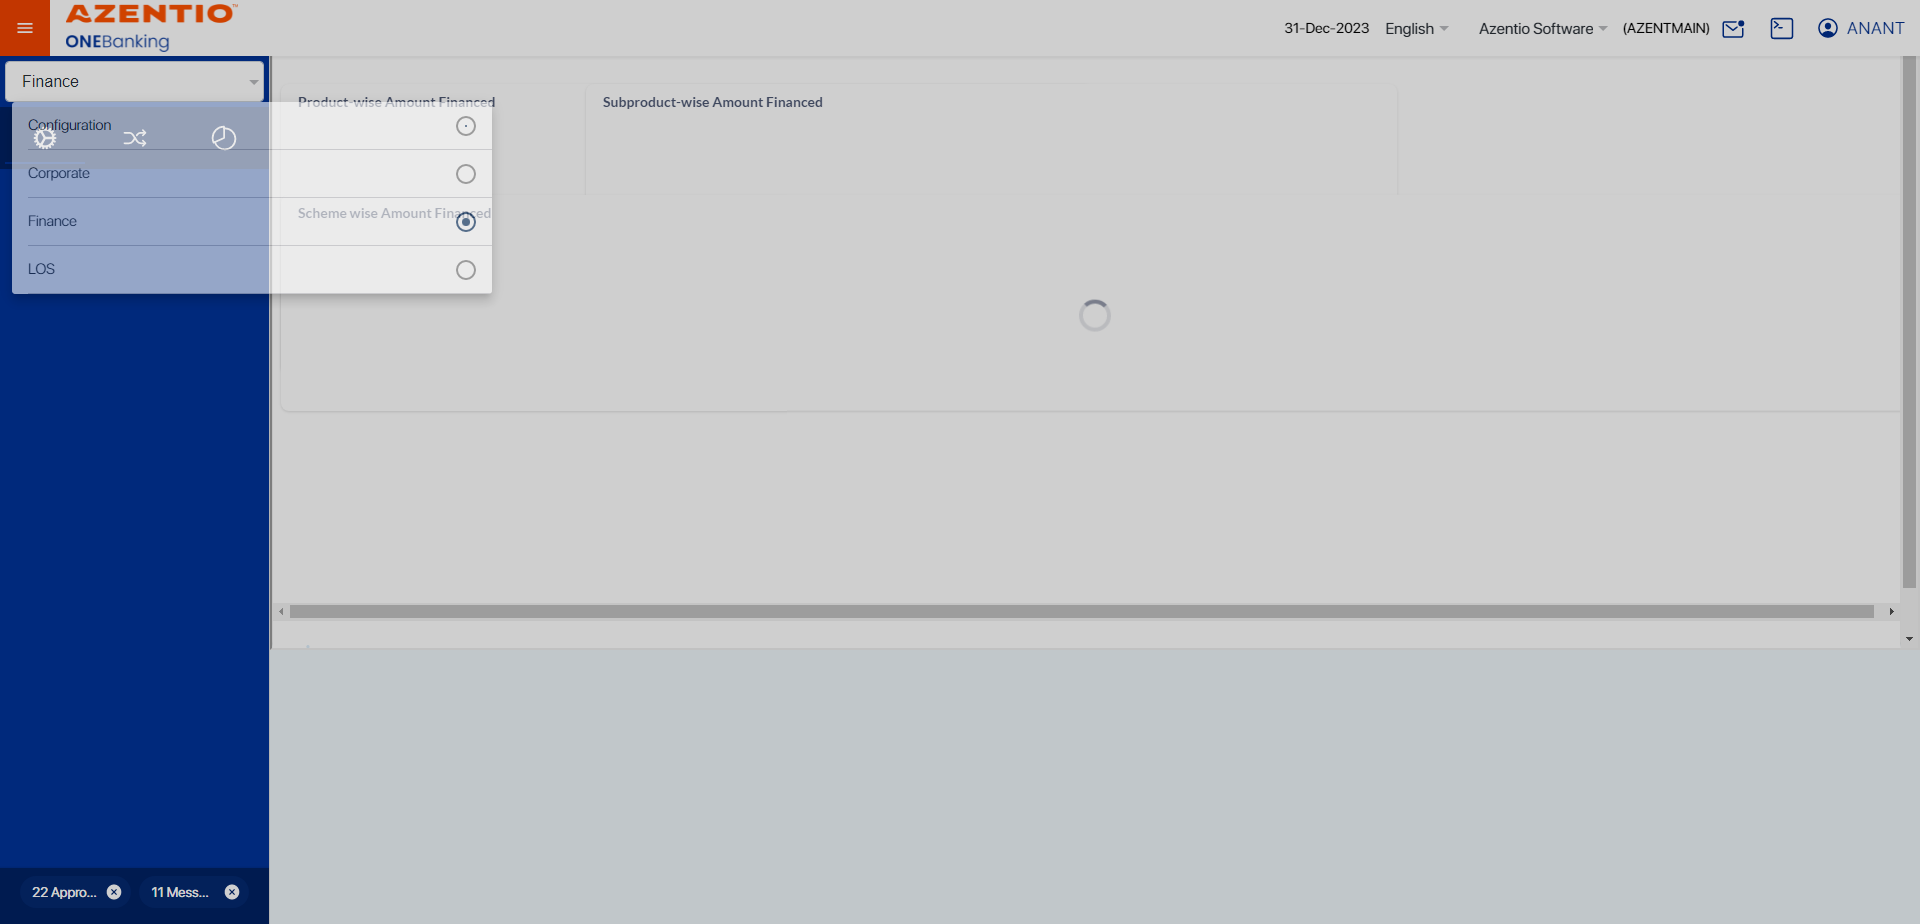 AZENTIO™
ONEBanking
31-Dec-2023 English Azentio Software (AZENTMAIN) ANANT
Finance
Configuration
Corporate
Finance
LOS
Product-wise Amount Financed
Subproduct-wise Amount Financed
Scheme wise Amount Financed
22 Appro...
11 Mess...